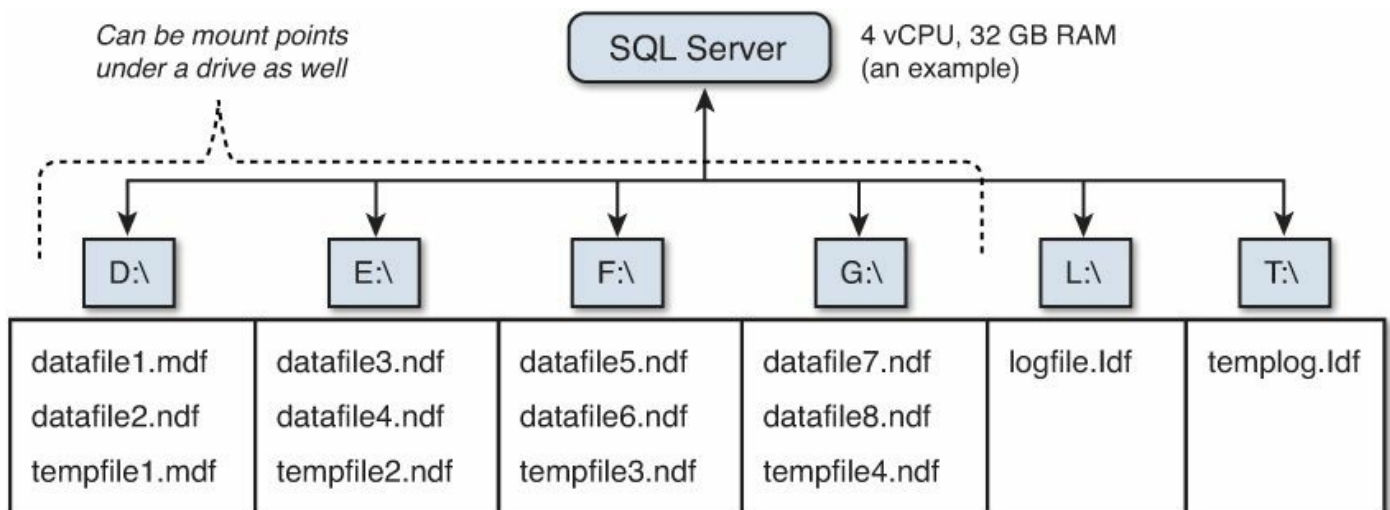 Can be mount points
under a drive as well
SQL Server
4 vCPU, 32 GB RAM
(an example)
D:\
E:\
F:\
G:\
L:\
T:\
datafile1.mdf
datafile2.ndf
tempfile1.mdf
datafile3.ndf
datafile4.ndf
tempfile2.ndf
datafile5.ndf
datafile6.ndf
tempfile3.ndf
datafile7.ndf
datafile8.ndf
tempfile4.ndf
logfile.ldf
templog.ldf